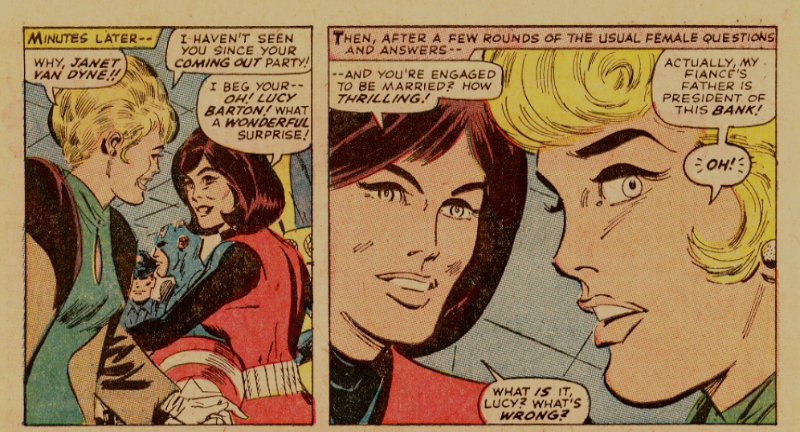 MINUTES LATER--
WHY, JANET
VAN DYNE!!
I HAVEN'T SEEN
YOU SINCE YOUR
COMING OUT PARTY!
I BEG YOUR--
OH! LUCY
BARTON! WHAT
A WONDERFUL
SURPRISE!
THEN, AFTER A FEW ROUNDS OF THE USUAL FEMALE QUESTIONS
AND ANSWERS--
--AND YOU'RE ENGAGED
TO BE MARRIED? HOW
THRILLING!
ACTUALLY, MY
FIANCE'S
FATHER IS
PRESIDENT OF
THIS BANK!
OH!
WHAT IS IT,
LUCY? WHAT'S
WRONG?